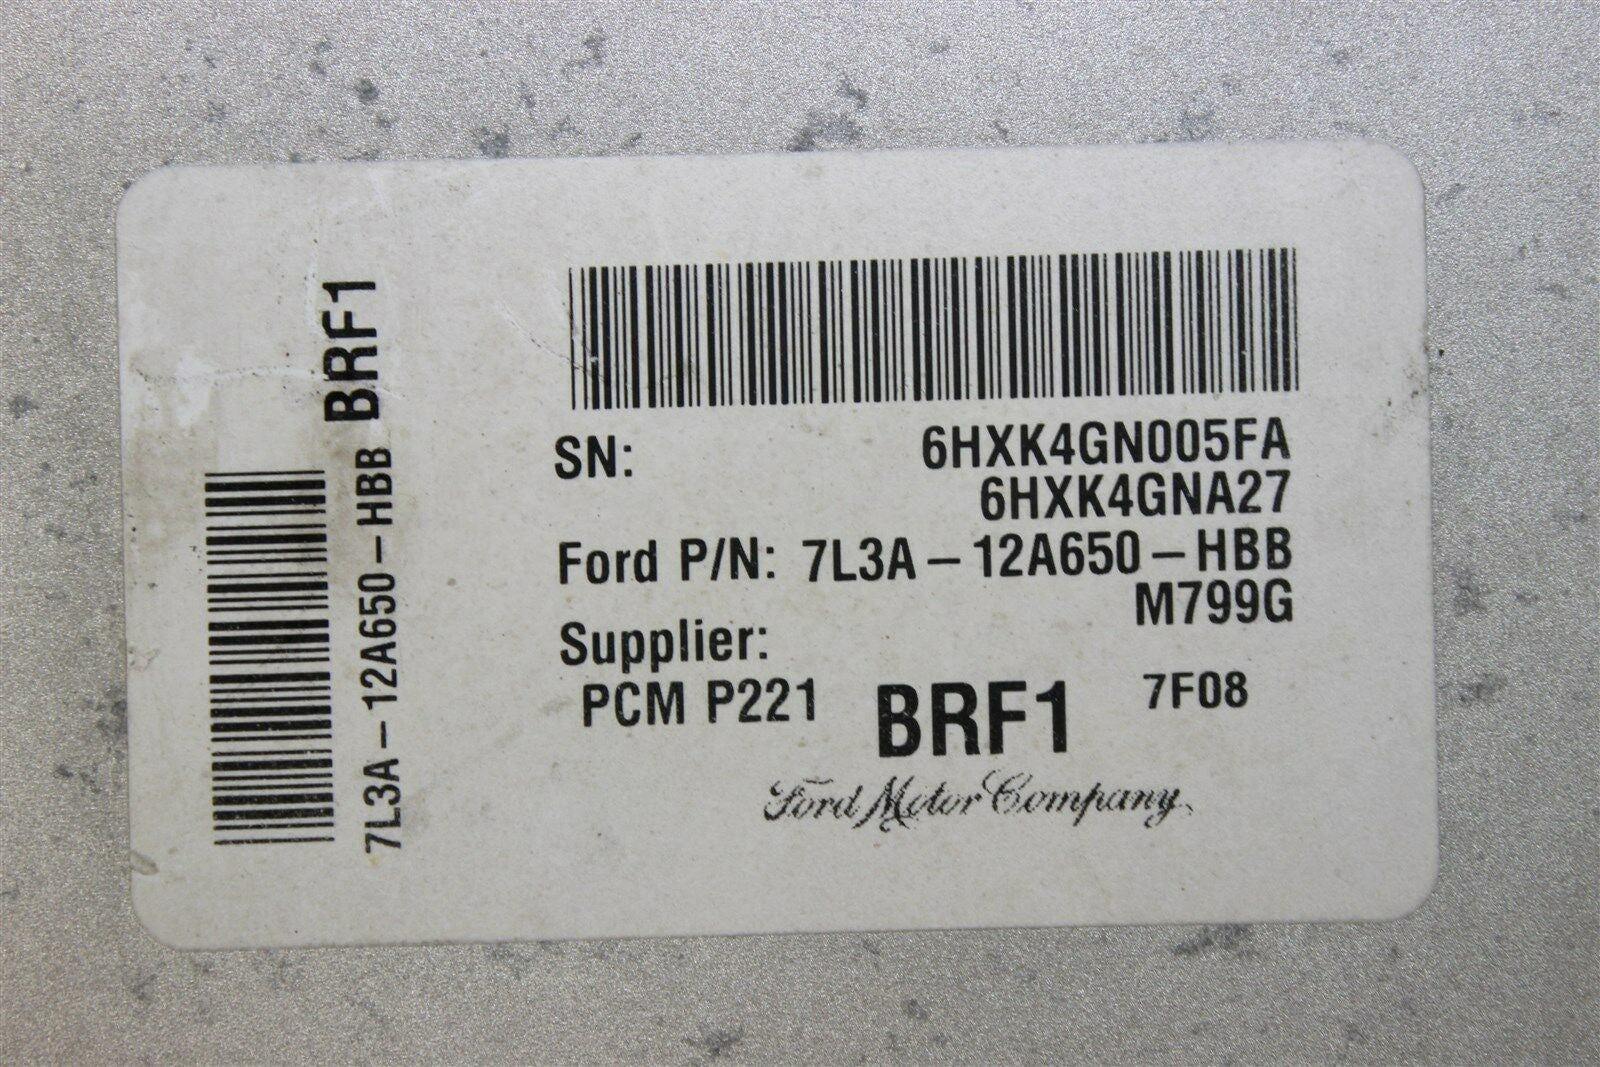 7L3A-12A650-HBB BRF1
SN: 6HXK4GN005FA
6HXK4GNA27
Ford P/N: 7L3A-12A650-HBB
M799G
Supplier:
PCM P221 BRF1 7F08
Ford Motor Company